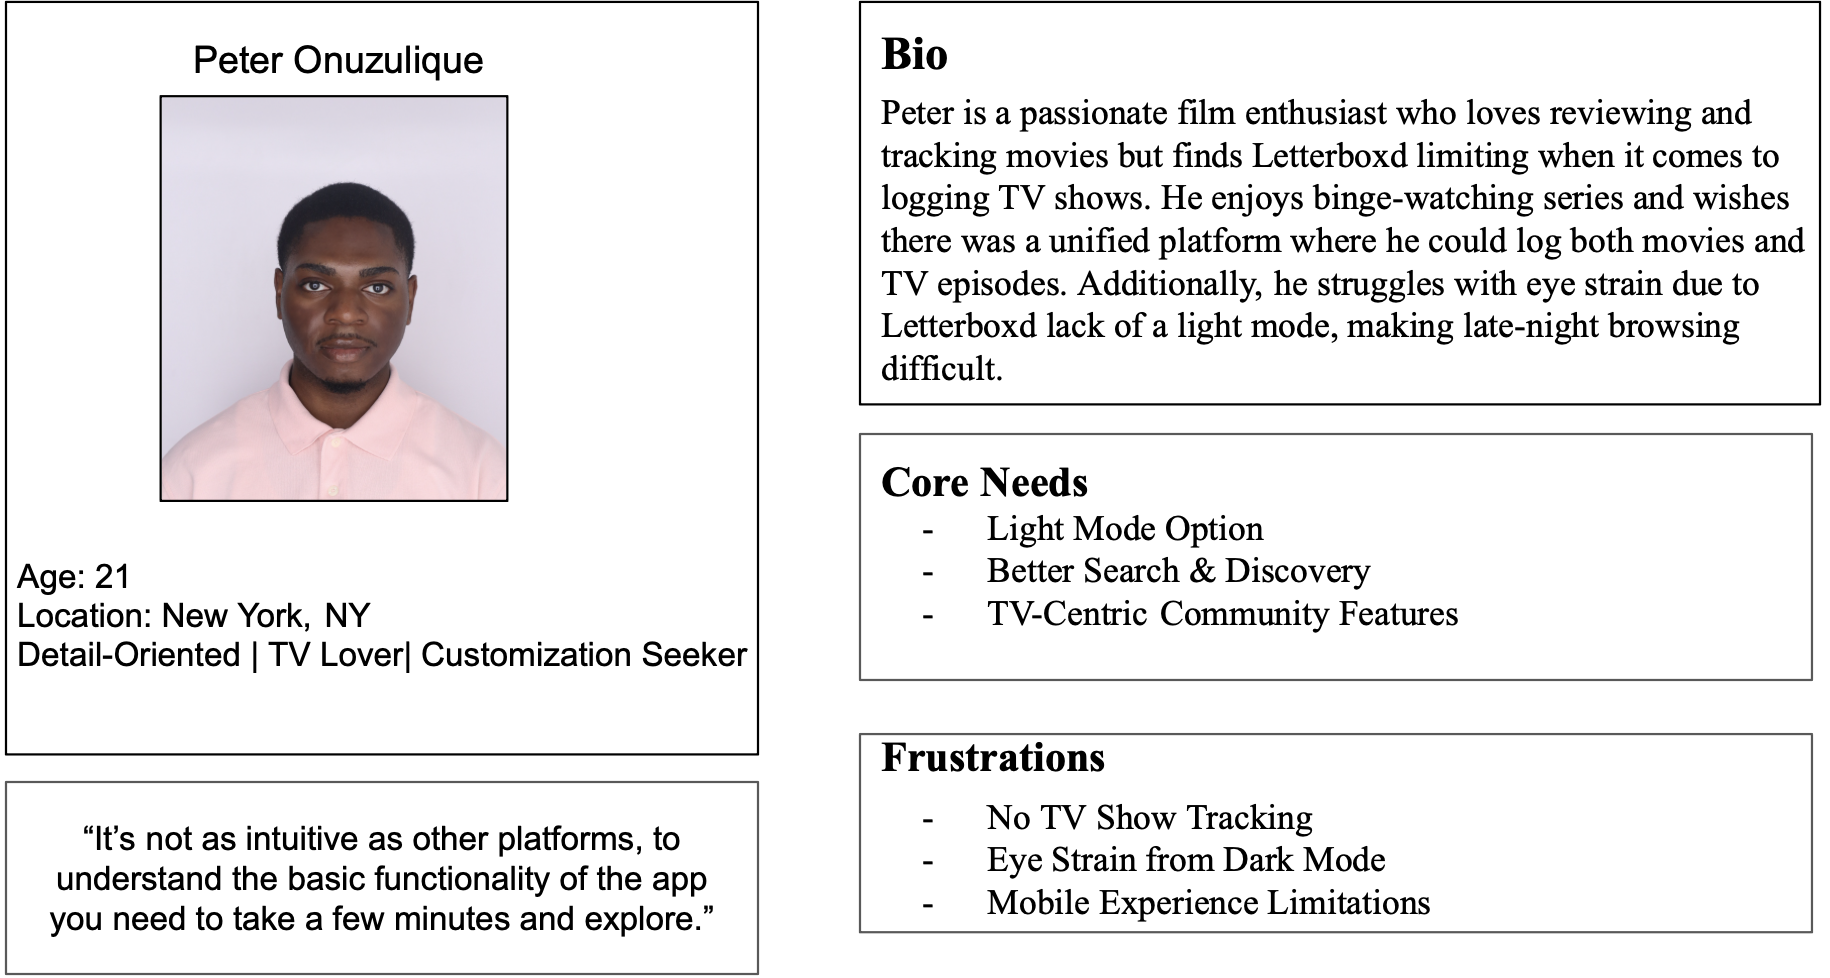 Peter Onuzulique
Age: 21
Location: New York, NY
Detail-Oriented | TV Lover| Customization Seeker
“It’s not as intuitive as other platforms, to
understand the basic functionality of the app
you need to take a few minutes and explore.”
Bio
Peter is a passionate film enthusiast who loves reviewing and
tracking movies but finds Letterboxd limiting when it comes to
logging TV shows. He enjoys binge-watching series and wishes
there was a unified platform where he could log both movies and
TV episodes. Additionally, he struggles with eye strain due to
Letterboxd lack of a light mode, making late-night browsing
difficult.
Core Needs
- Light Mode Option
- Better Search & Discovery
- TV-Centric Community Features
Frustrations
- No TV Show Tracking
- Eye Strain from Dark Mode
- Mobile Experience Limitations